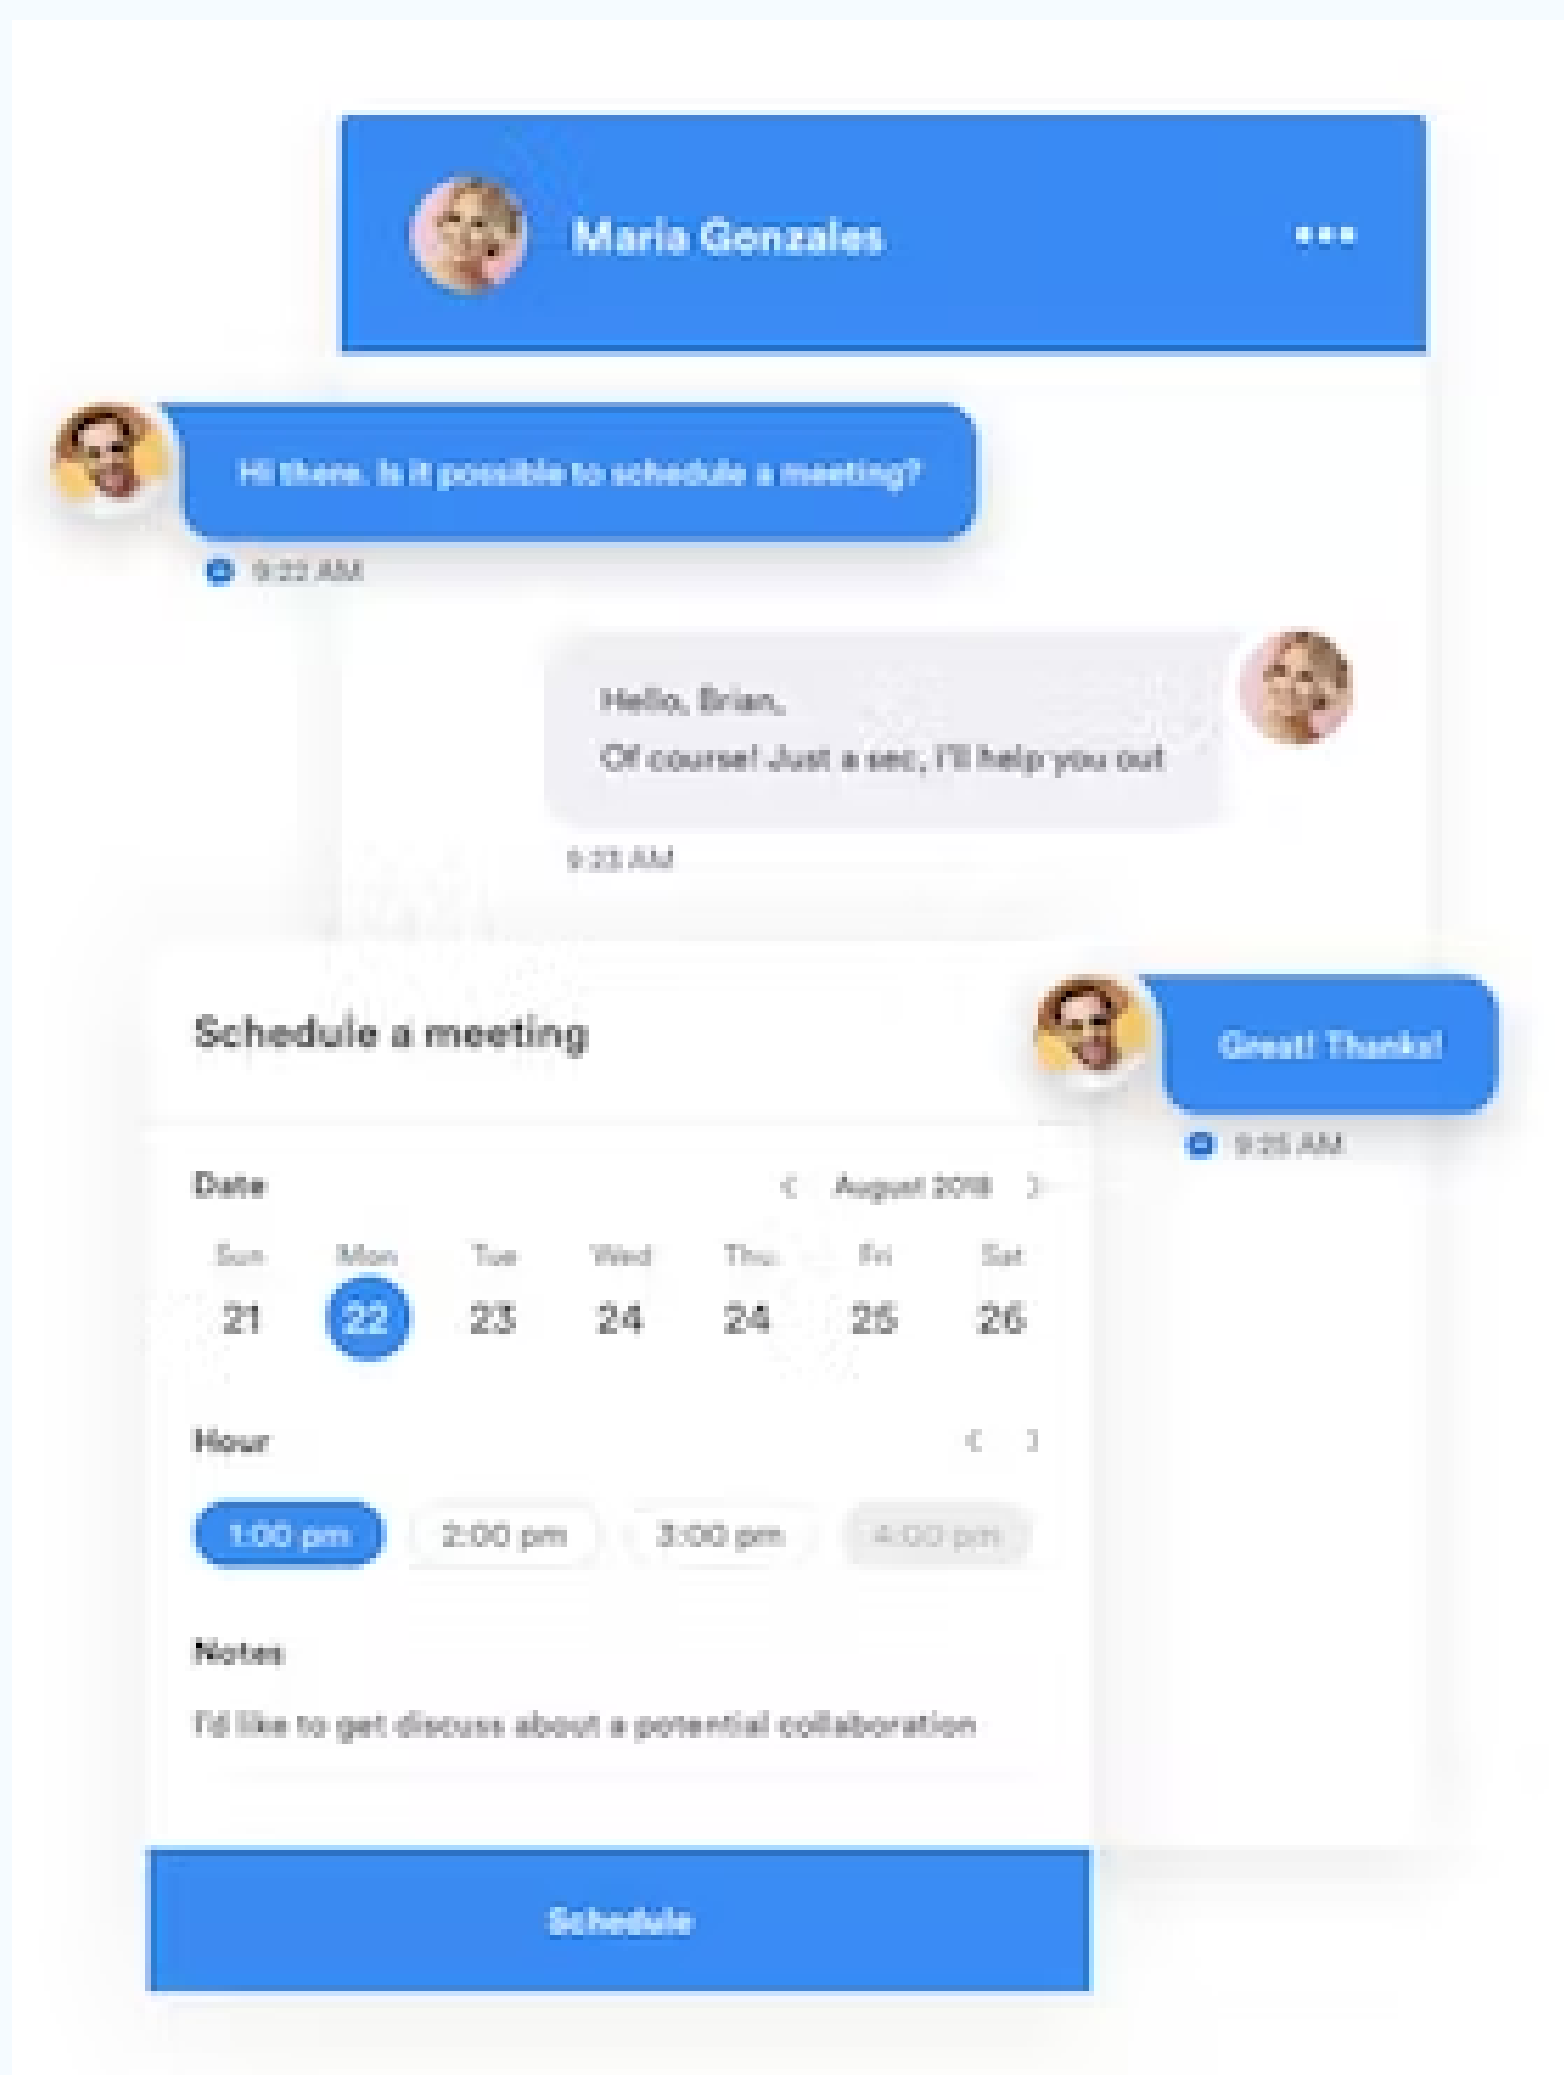 Maria Gonzales
Hi there. Is it possible to schedule a meeting?
9:22 AM
Hello, Brian,
Of course! Just a sec, I'll help you out
9:23 AM
Schedule a meeting
Great! Thanks!
9:25 AM
Date
August 2018
Sun Mon Tue Wed Thu Fri Sat
21 22 23 24 24 25 26
Hour
1:00 pm 2:00 pm 3:00 pm 4:00 pm
Notes
I'd like to get discuss about a potential collaboration
Schedule